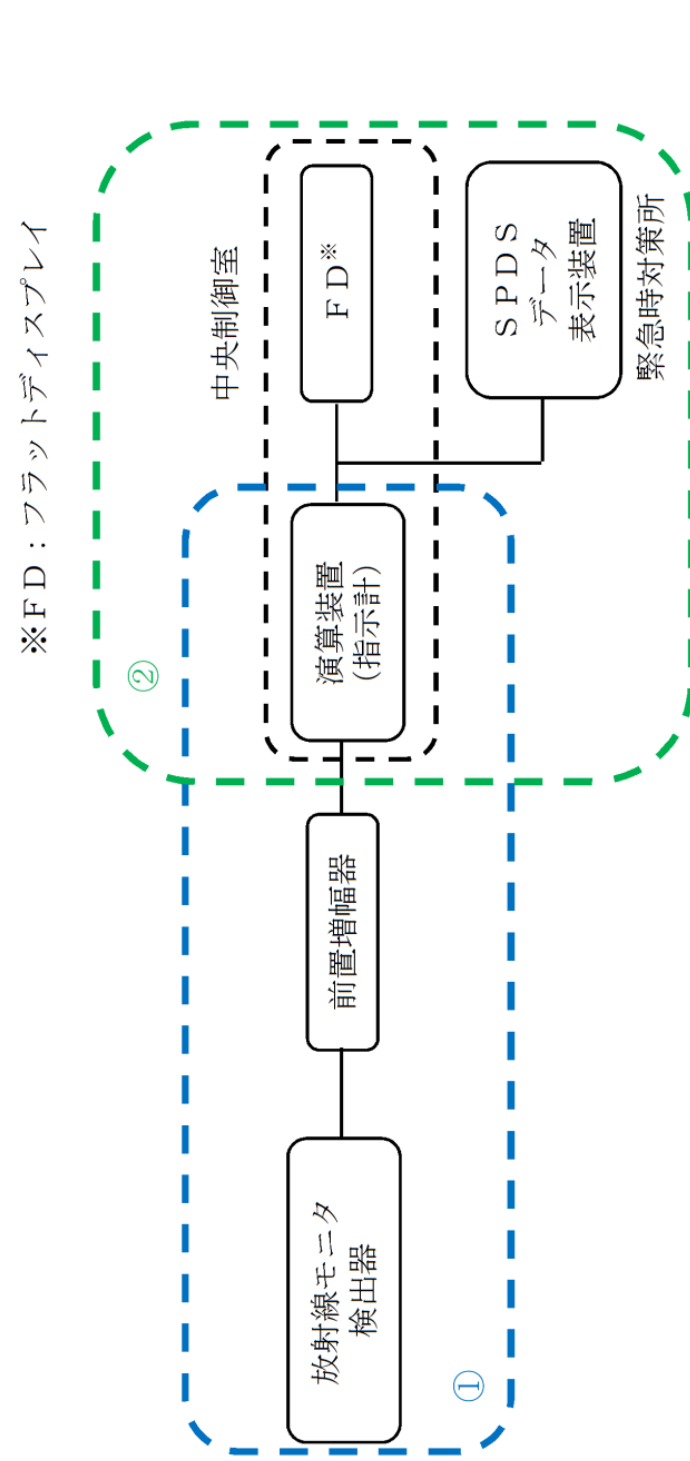 ※FD：フラットディスプレイ
②
中央制御室
FD※
演算装置
(指示計)
前置増幅器
放射線モニタ
検出器
①
SPDS
データ
表示装置
緊急時対策所